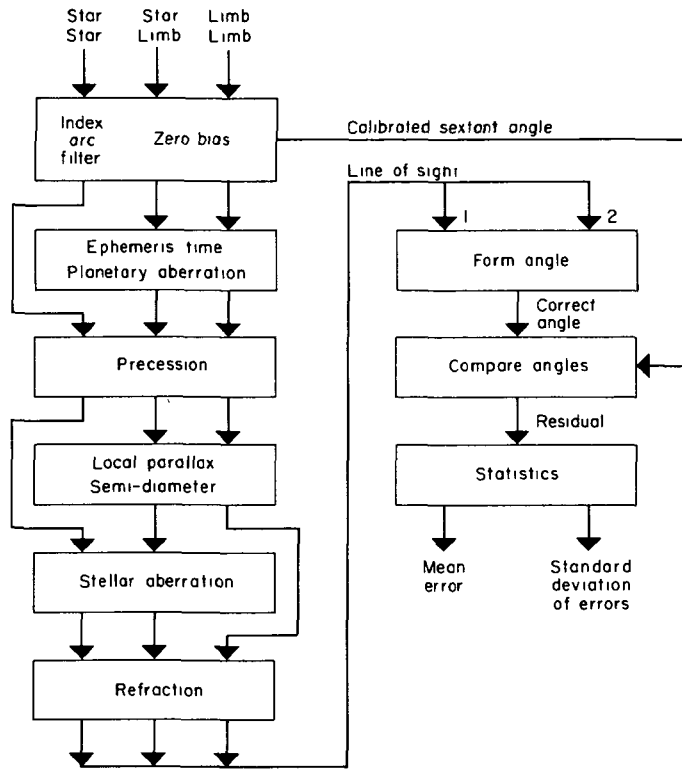 Star Star Limb
Star Limb Limb
Index
arc
filter
Zero bias
Calibrated sextant angle
Line of sight
1 2
Ephemeris time
Planetary aberration
Form angle
Correct
angle
Precession
Compare angles
Residual
Local parallax
Semi-diameter
Statistics
Mean
error
Standard
deviation
of errors
Stellar aberration
Refraction